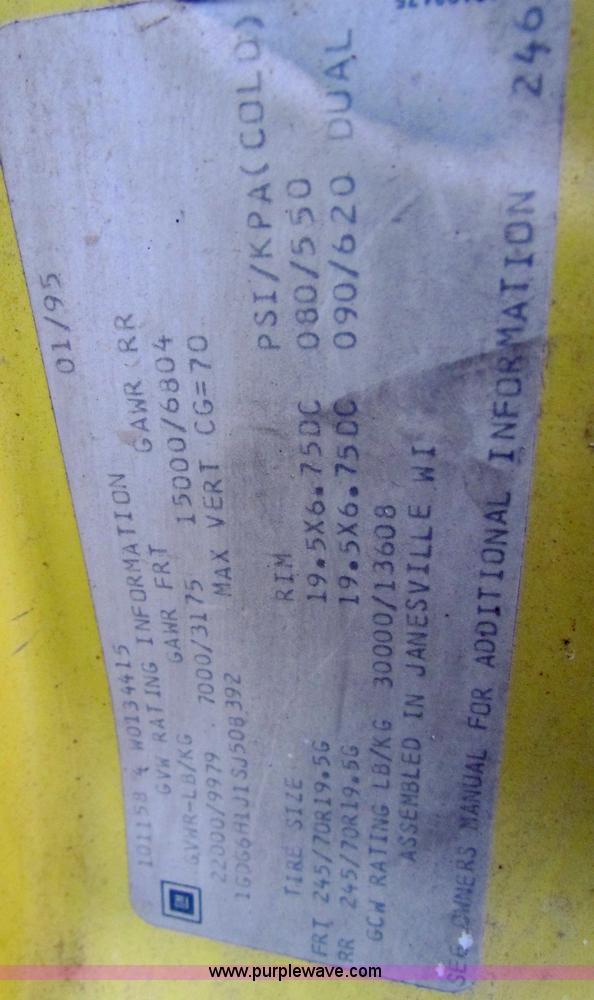 01/95
101158 4 W0134415
GVW RATING INFORMATION
GVWR-LB/KG GAWR FRT GAWR RR
22000/9979 7000/3175 15000/6804
MAX VERT CG=70
1GDG6H1J1SJ508392
TIRE SIZE RIM PSI/KPA(COLD)
FRT 245/70R19.5G 19.5X6.75DC 080/550
RR 245/70R19.5G 19.5X6.75DC 090/620 DUAL
GCW RATING LB/KG 30000/13608
ASSEMBLED IN JANESVILLE WI
SEE OWNERS MANUAL FOR ADDITIONAL INFORMATION 246
GM
www.purplewave.com